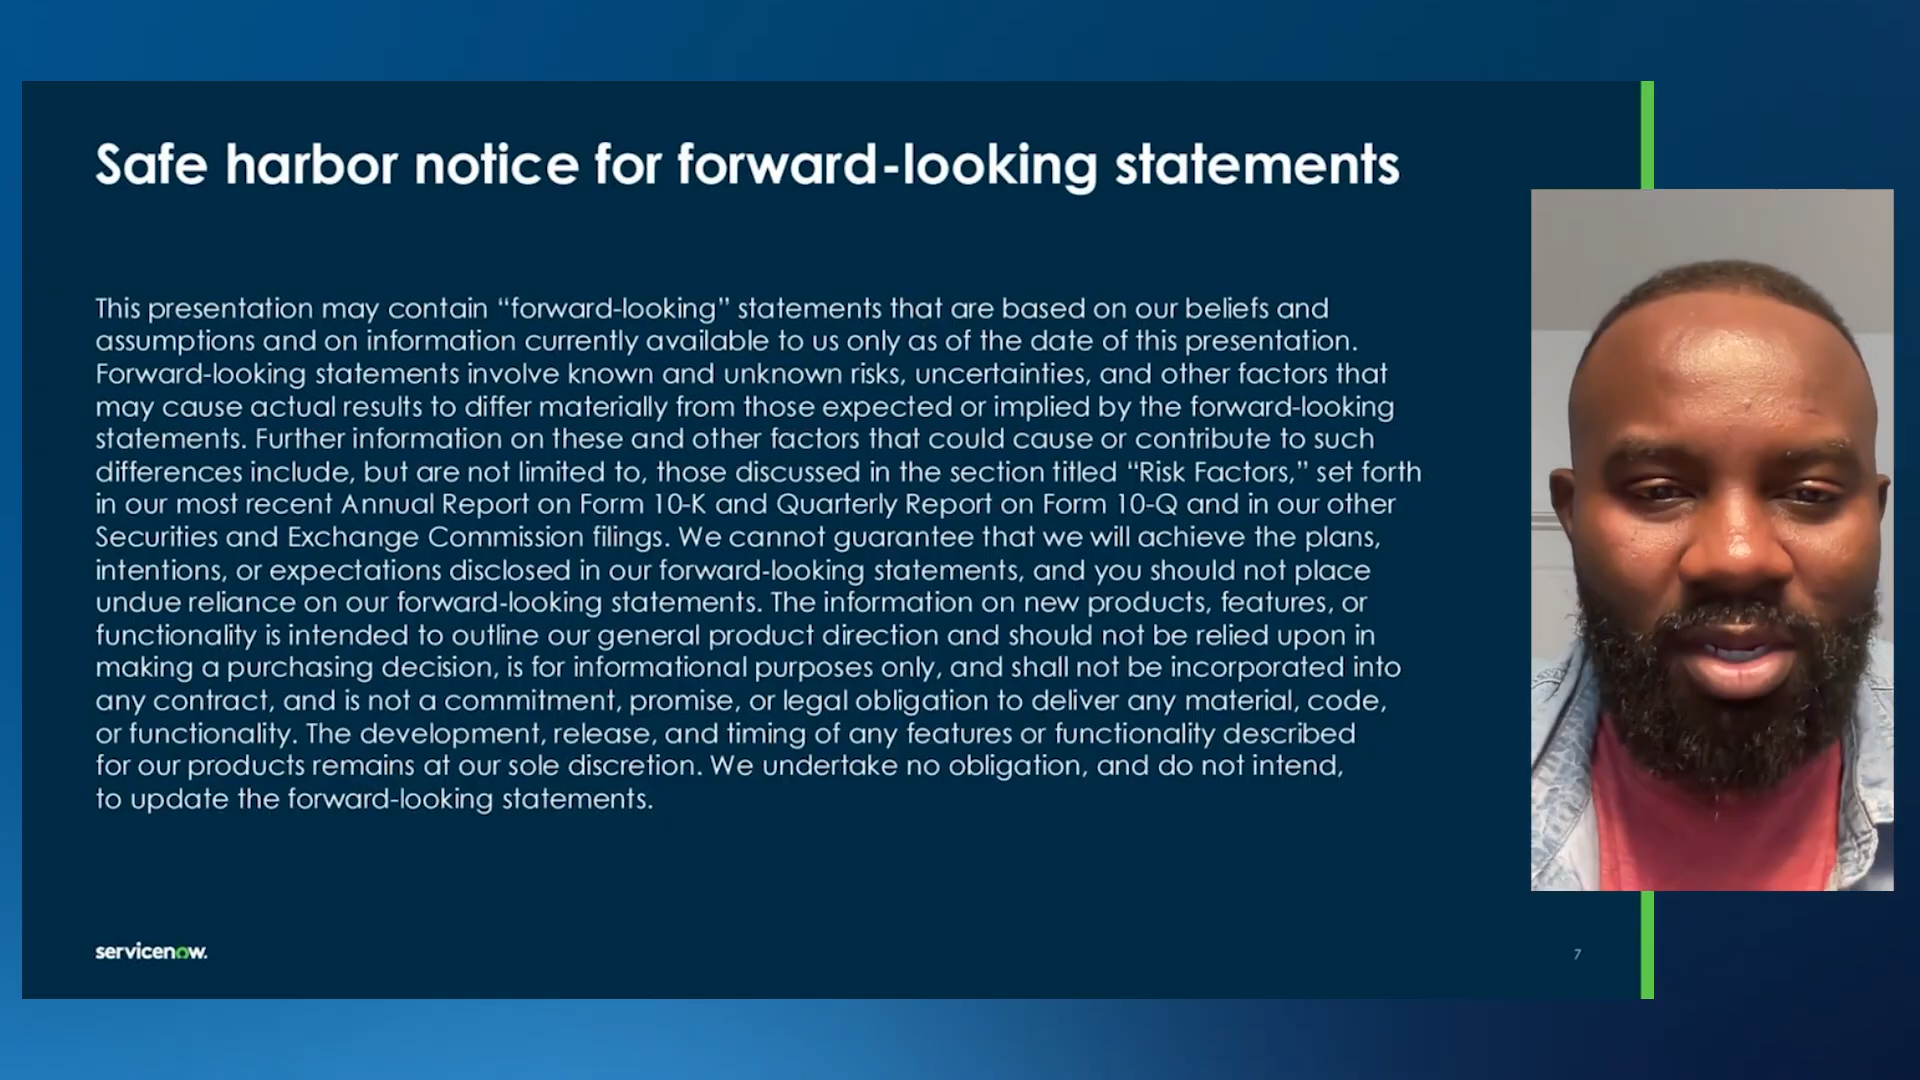 Safe harbor notice for forward-looking statements
This presentation may contain “forward-looking” statements that are based on our beliefs and
assumptions and on information currently available to us only as of the date of this presentation.
Forward-looking statements involve known and unknown risks, uncertainties, and other factors that
may cause actual results to differ materially from those expected or implied by the forward-looking
statements. Further information on these and other factors that could cause or contribute to such
differences include, but are not limited to, those discussed in the section titled “Risk Factors,” set forth
in our most recent Annual Report on Form 10-K and Quarterly Report on Form 10-Q and in our other
Securities and Exchange Commission filings. We cannot guarantee that we will achieve the plans,
intentions, or expectations disclosed in our forward-looking statements, and you should not place
undue reliance on our forward-looking statements. The information on new products, features, or
functionality is intended to outline our general product direction and should not be relied upon in
making a purchasing decision, is for informational purposes only, and shall not be incorporated into
any contract, and is not a commitment, promise, or legal obligation to deliver any material, code,
or functionality. The development, release, and timing of any features or functionality described
for our products remains at our sole discretion. We undertake no obligation, and do not intend,
to update the forward-looking statements.
servicenow.
7